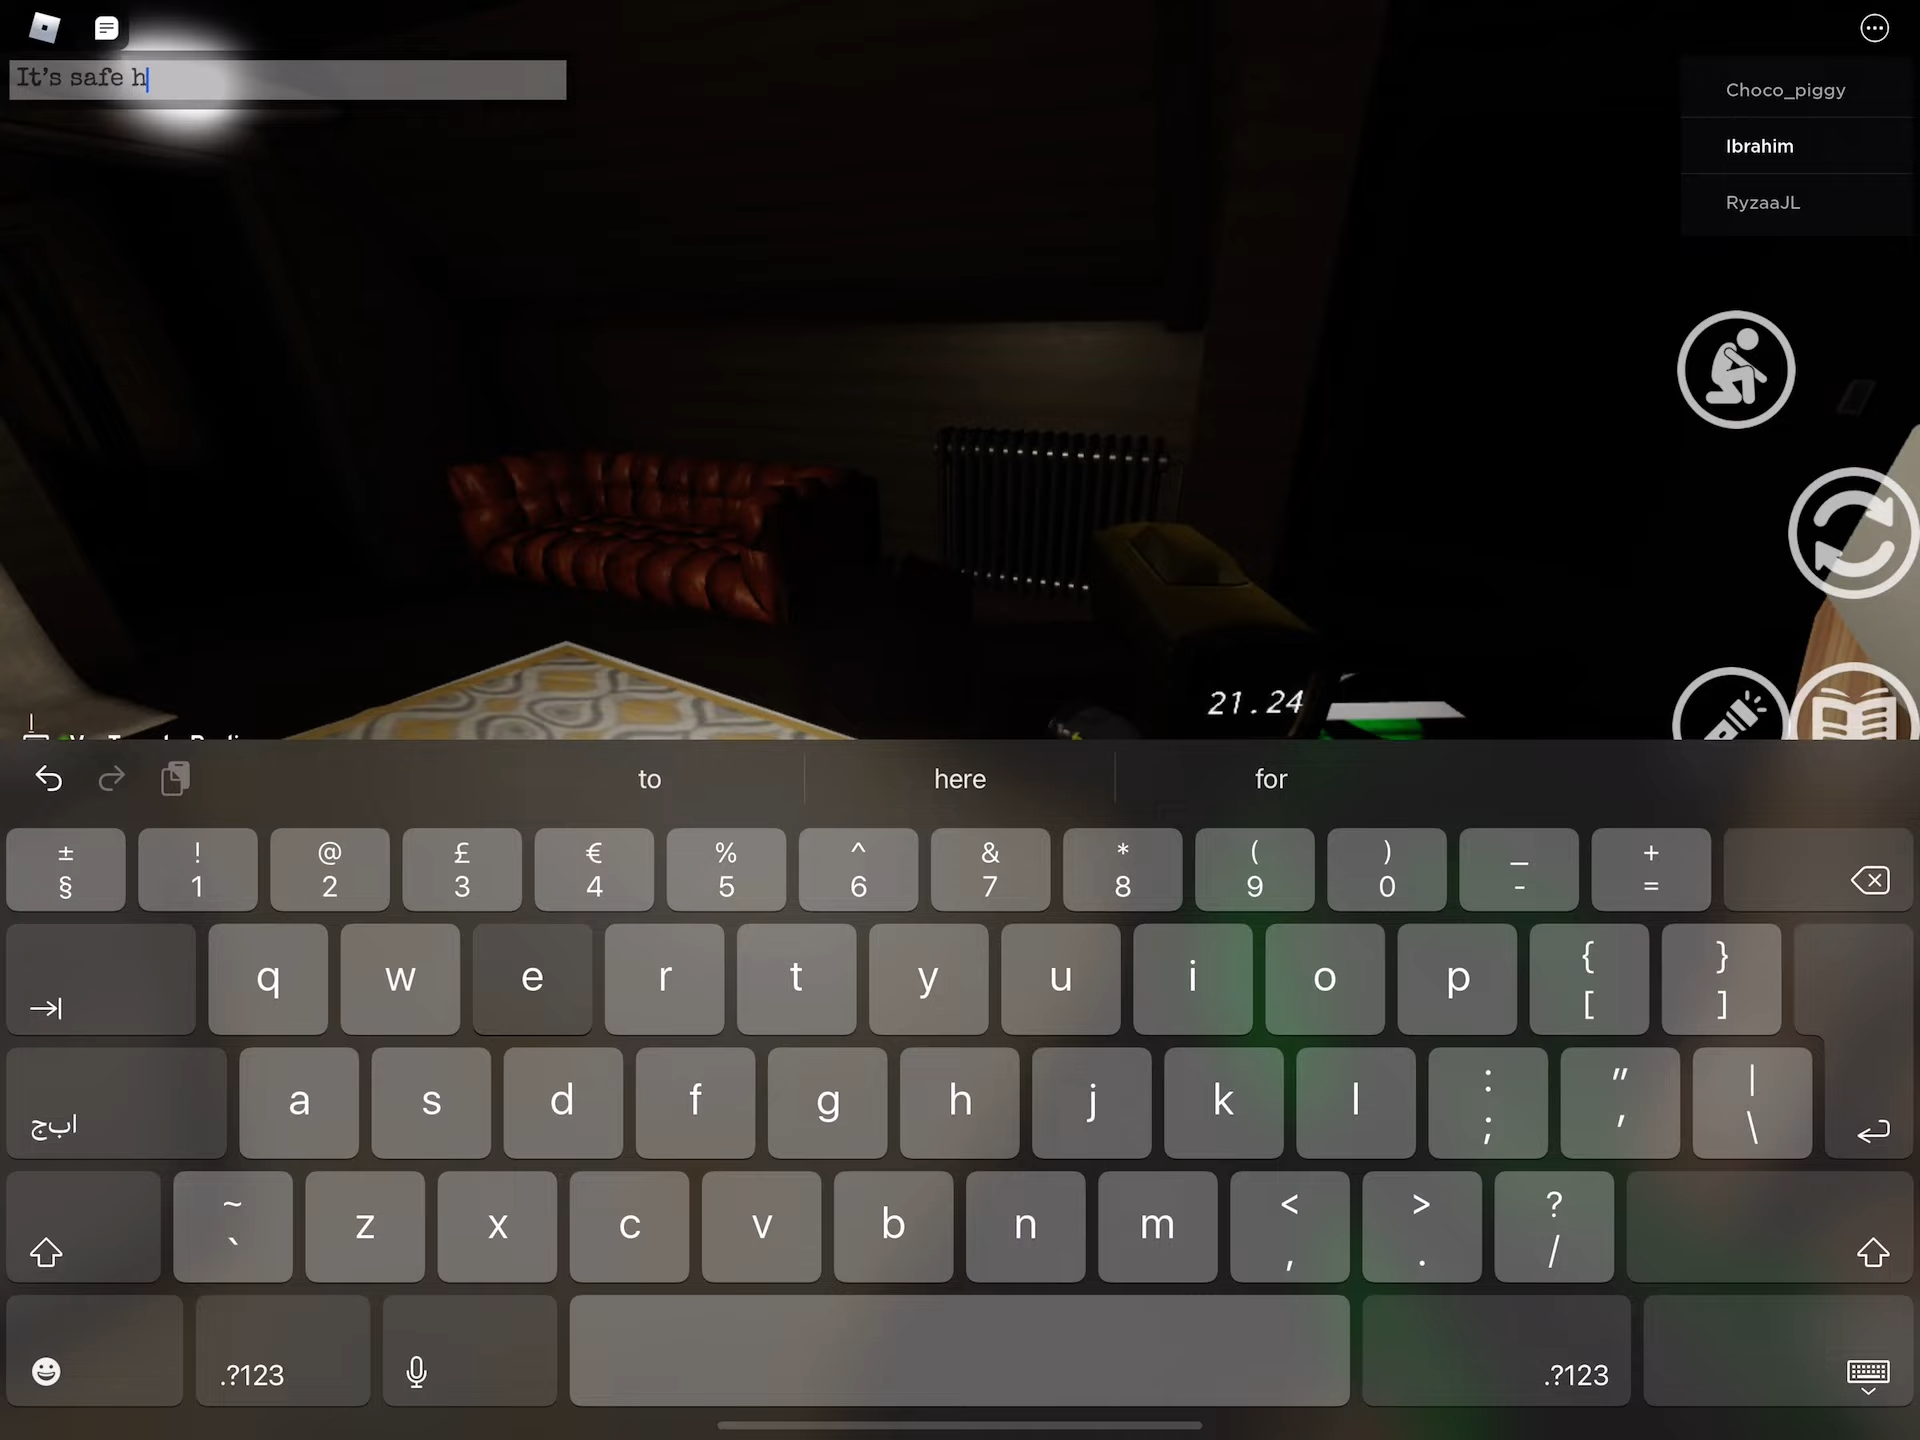 It's safe h
Choco_piggy
Ibrahim
RyzaaJL
21.24
to here for
± ! @ £ € % ^ & * ( ) _ +
§ 1 2 3 4 5 6 7 8 9 0 - =
q w e r t y u i o p { [ } ]
ابج a s d f g h j k l : ; " ' | \
~ ` z x c v b n m < , > . ? /
.?123 .?123